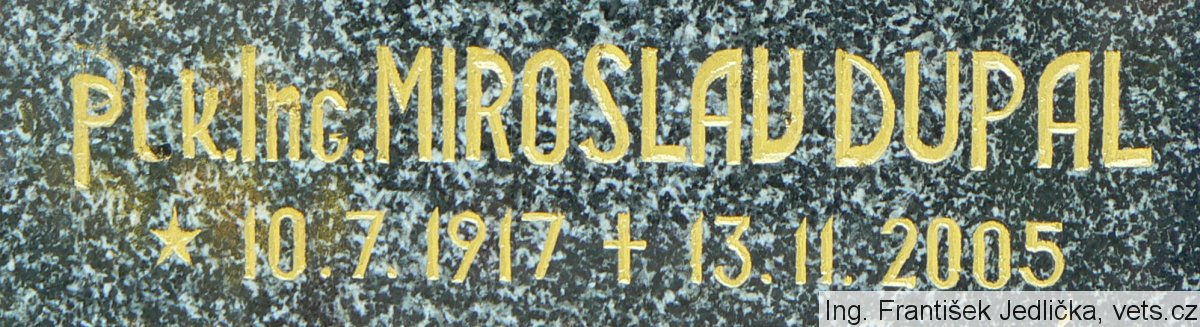 Plk. Ing. MIROSLAV DUPAL
★ 10. 7. 1917 ✝ 13. 11. 2005
Ing. František Jedlička, vets.cz